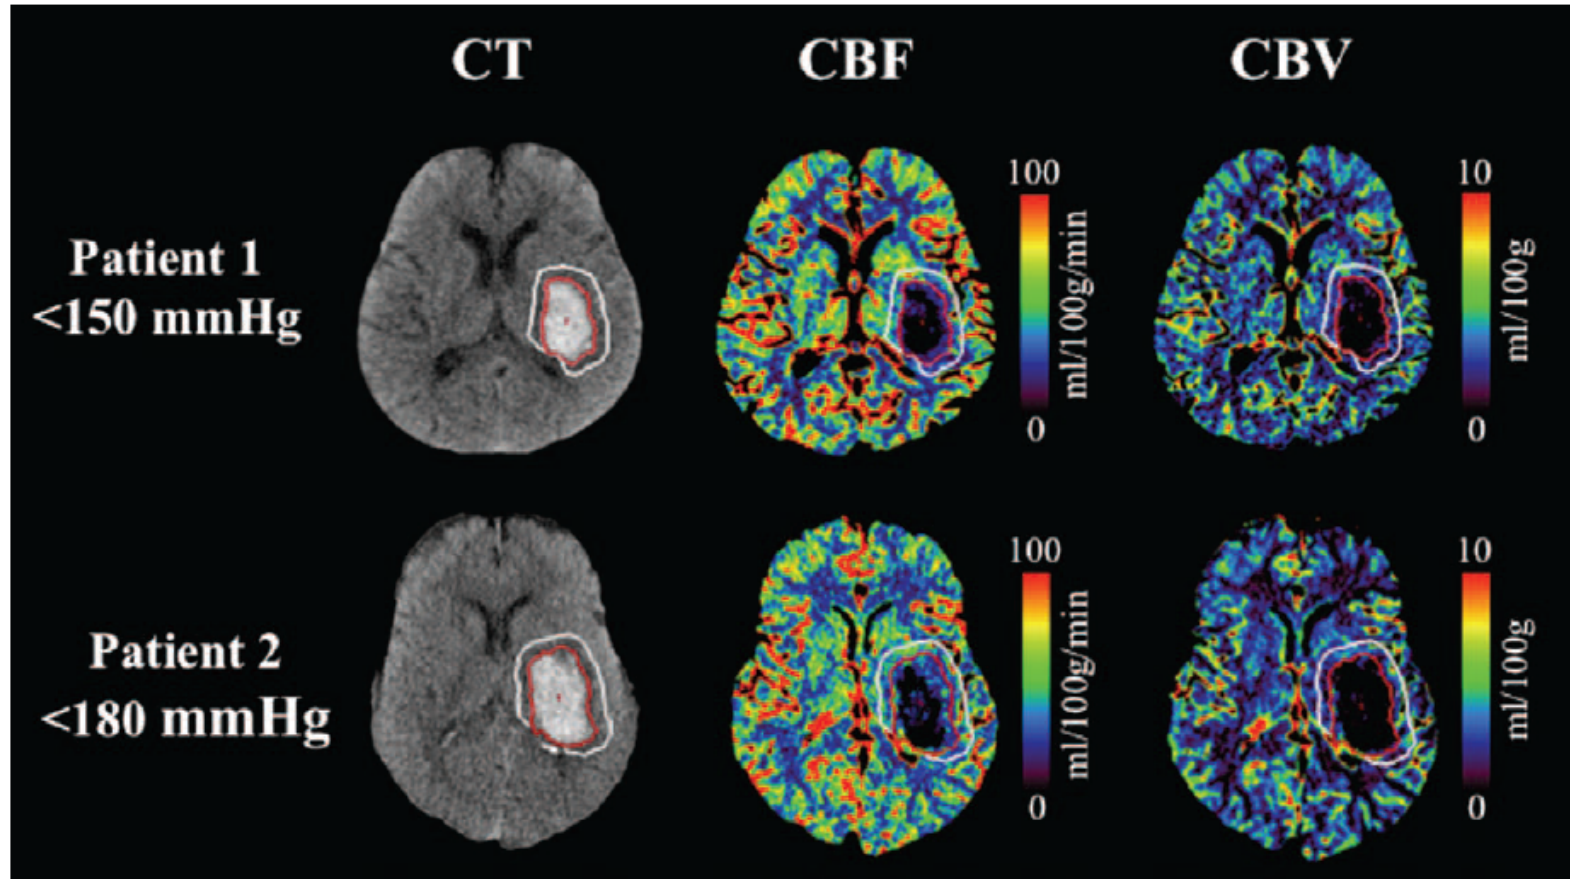 CT CBF CBV
Patient 1
<150 mmHg
100
ml/100g/min
0
10
ml/100g
0
Patient 2
<180 mmHg
100
ml/100g/min
0
10
ml/100g
0